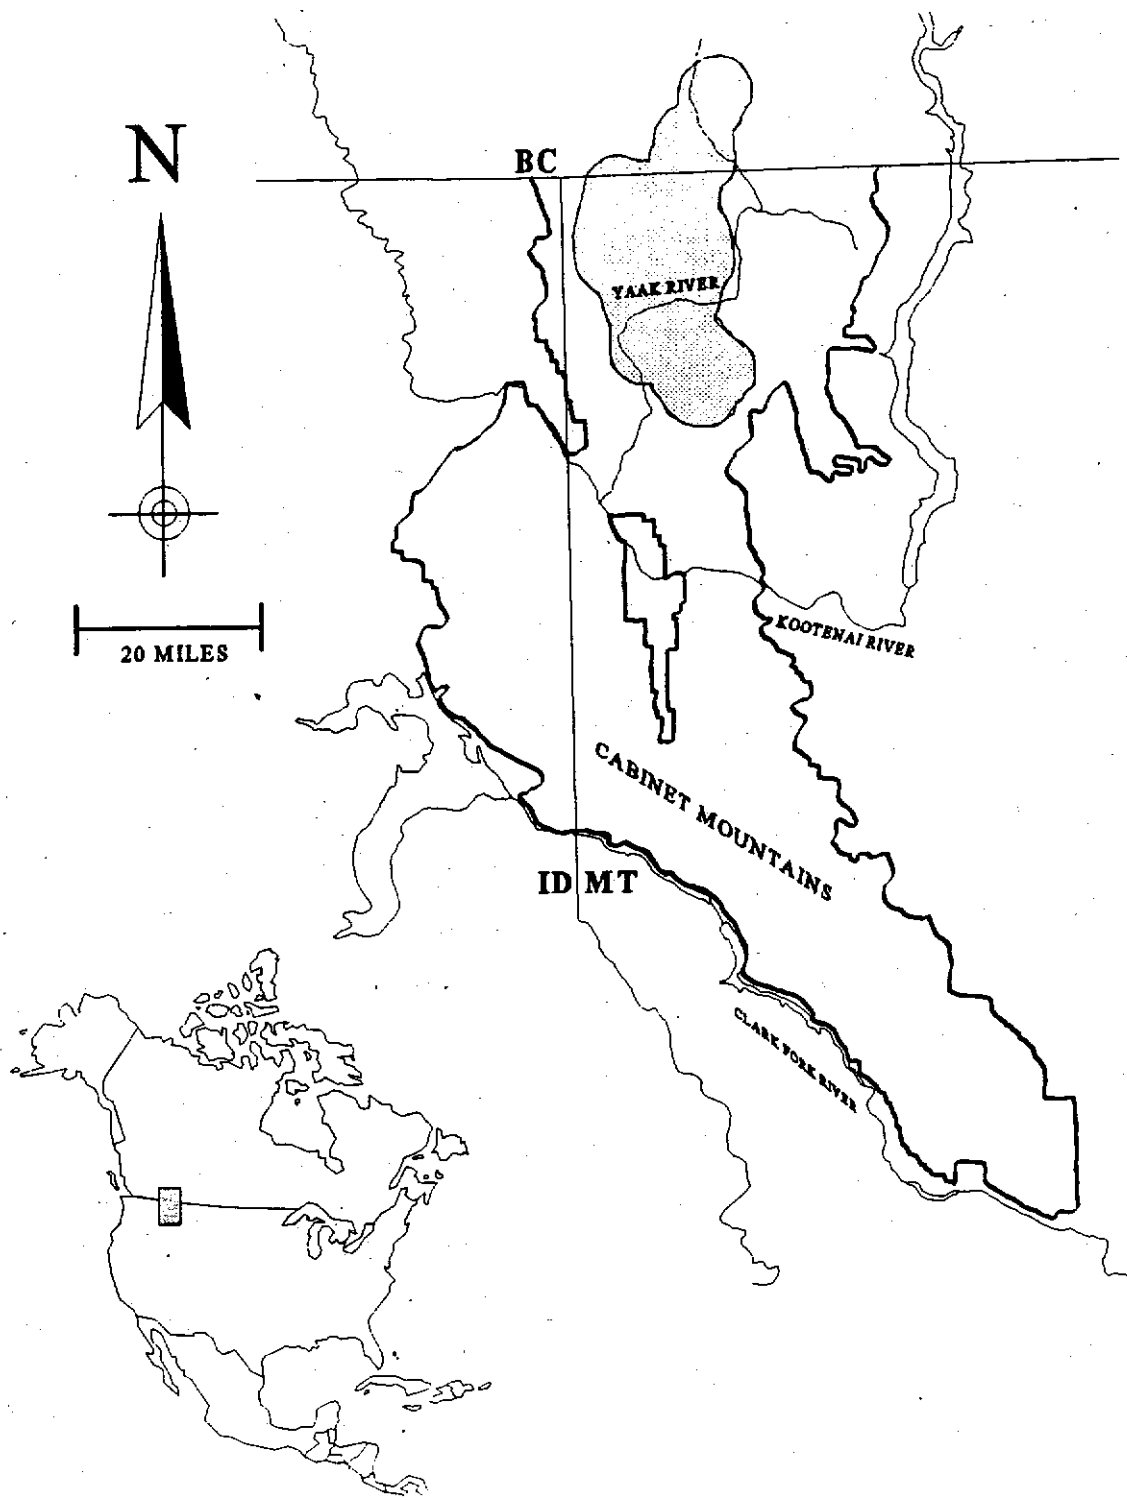 N
BC
YAAK RIVER
20 MILES
KOOTENAI RIVER
CABINET MOUNTAINS
ID MT
CLARK FORK RIVER